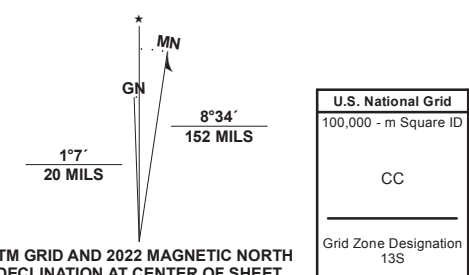 MN
GN
8°34´
152 MILS
1°7´
20 MILS
TM GRID AND 2022 MAGNETIC NORTH
DECLINATION AT CENTER OF SHEET
U.S. National Grid
100,000 - m Square ID
CC
Grid Zone Designation
13S